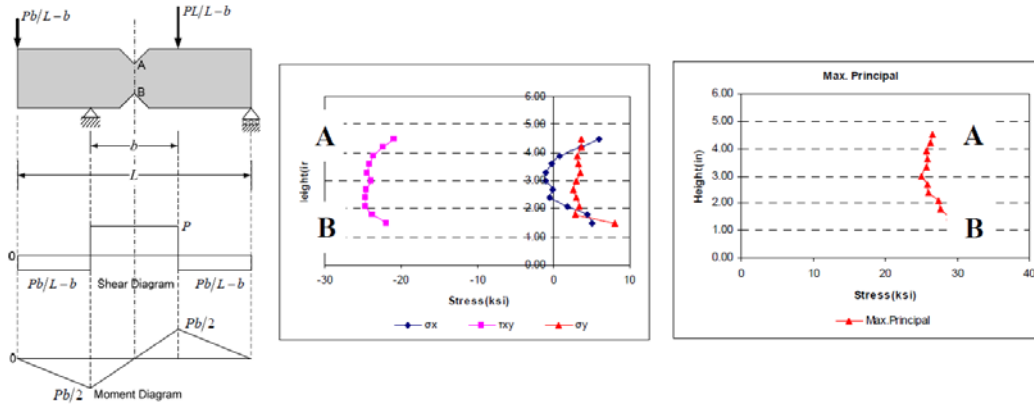 Pb/L-b
PL/L-b
A
B
b
L
P
0
Pb/L-b
Shear Diagram
Pb/L-b
Pb/2
0
Pb/2
Moment Diagram
A
B
leight(ir
6.00
5.00
4.00
3.00
2.00
1.00
0.00
-30
-20
-10
0
10
Stress(ksi)
σx
τxy
σy
Max. Principal
Height(in)
6.00
5.00
4.00
3.00
2.00
1.00
0.00
A
B
0
10
20
30
40
Stress(ksi)
Max.Principal